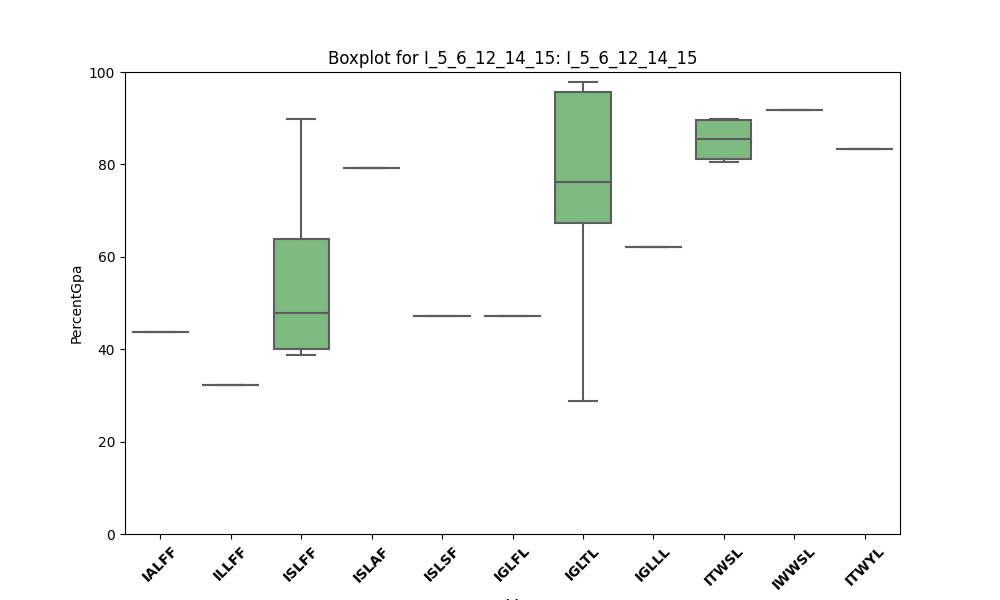 Boxplot for I_5_6_12_14_15: I_5_6_12_14_15
100
80
60
40
20
0
PercentGpa
IALFF
ILLFF
ISLFF
ISLAF
ISLSF
IGLFL
IGLTL
IGLLL
ITWSL
IWWSL
ITWYL